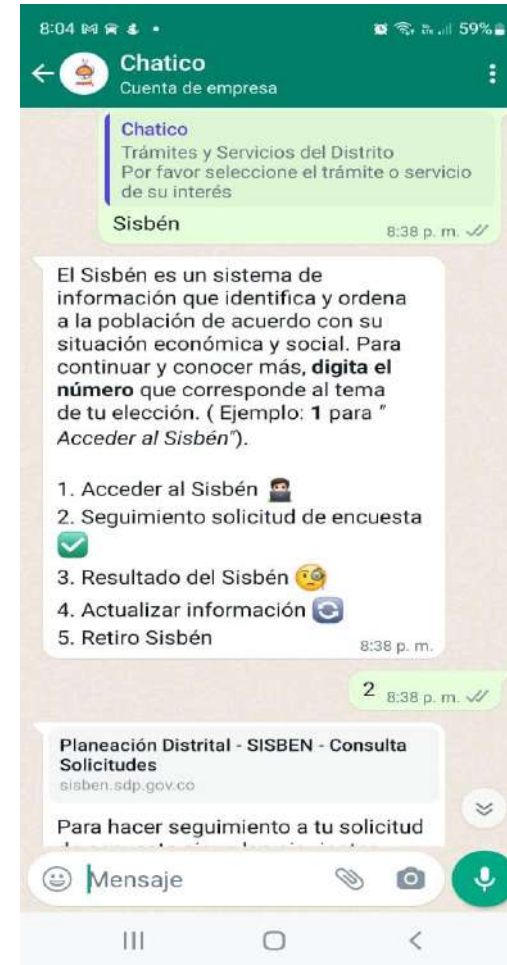 8:04
59%
Chatico
Cuenta de empresa
Chatico
Trámites y Servicios del Distrito
Por favor seleccione el trámite o servicio
de su interés
Sisbén
8:38 p. m.
El Sisbén es un sistema de
información que identifica y ordena
a la población de acuerdo con su
situación económica y social. Para
continuar y conocer más, digita el
número que corresponde al tema
de tu elección. ( Ejemplo: 1 para "
Acceder al Sisbén").
1. Acceder al Sisbén
2. Seguimiento solicitud de encuesta
3. Resultado del Sisbén
4. Actualizar información
5. Retiro Sisbén
8:38 p. m.
2 8:38 p. m.
Planeación Distrital - SISBEN - Consulta
Solicitudes
sisben.sdp.gov.co
Para hacer seguimiento a tu solicitud
Mensaje